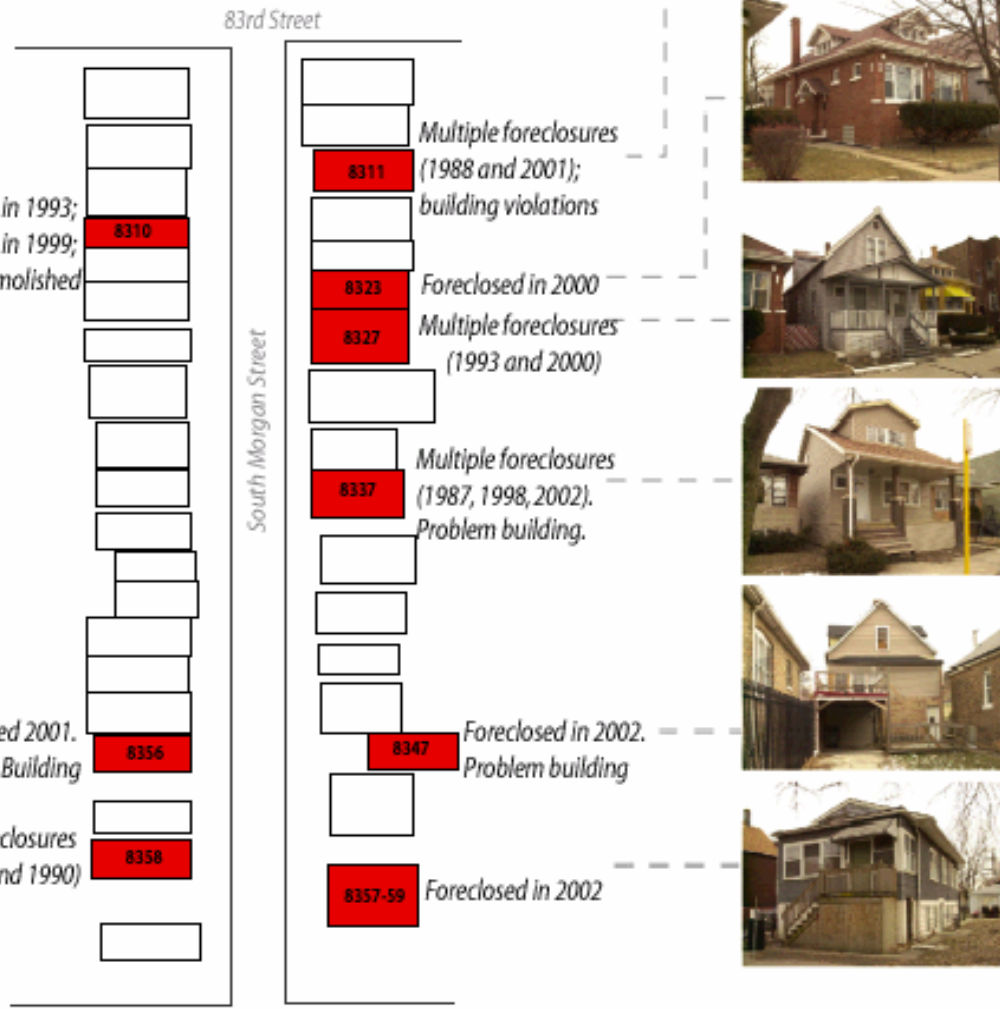 83rd Street
South Morgan Street
in 1993;
in 1999;
molished
8310
ed 2001.
Building
8356
closures
nd 1990)
8358
8311
Multiple foreclosures
(1988 and 2001);
building violations
8323
Foreclosed in 2000
8327
Multiple foreclosures
(1993 and 2000)
8337
Multiple foreclosures
(1987, 1998, 2002).
Problem building.
8347
Foreclosed in 2002.
Problem building
8357-59
Foreclosed in 2002